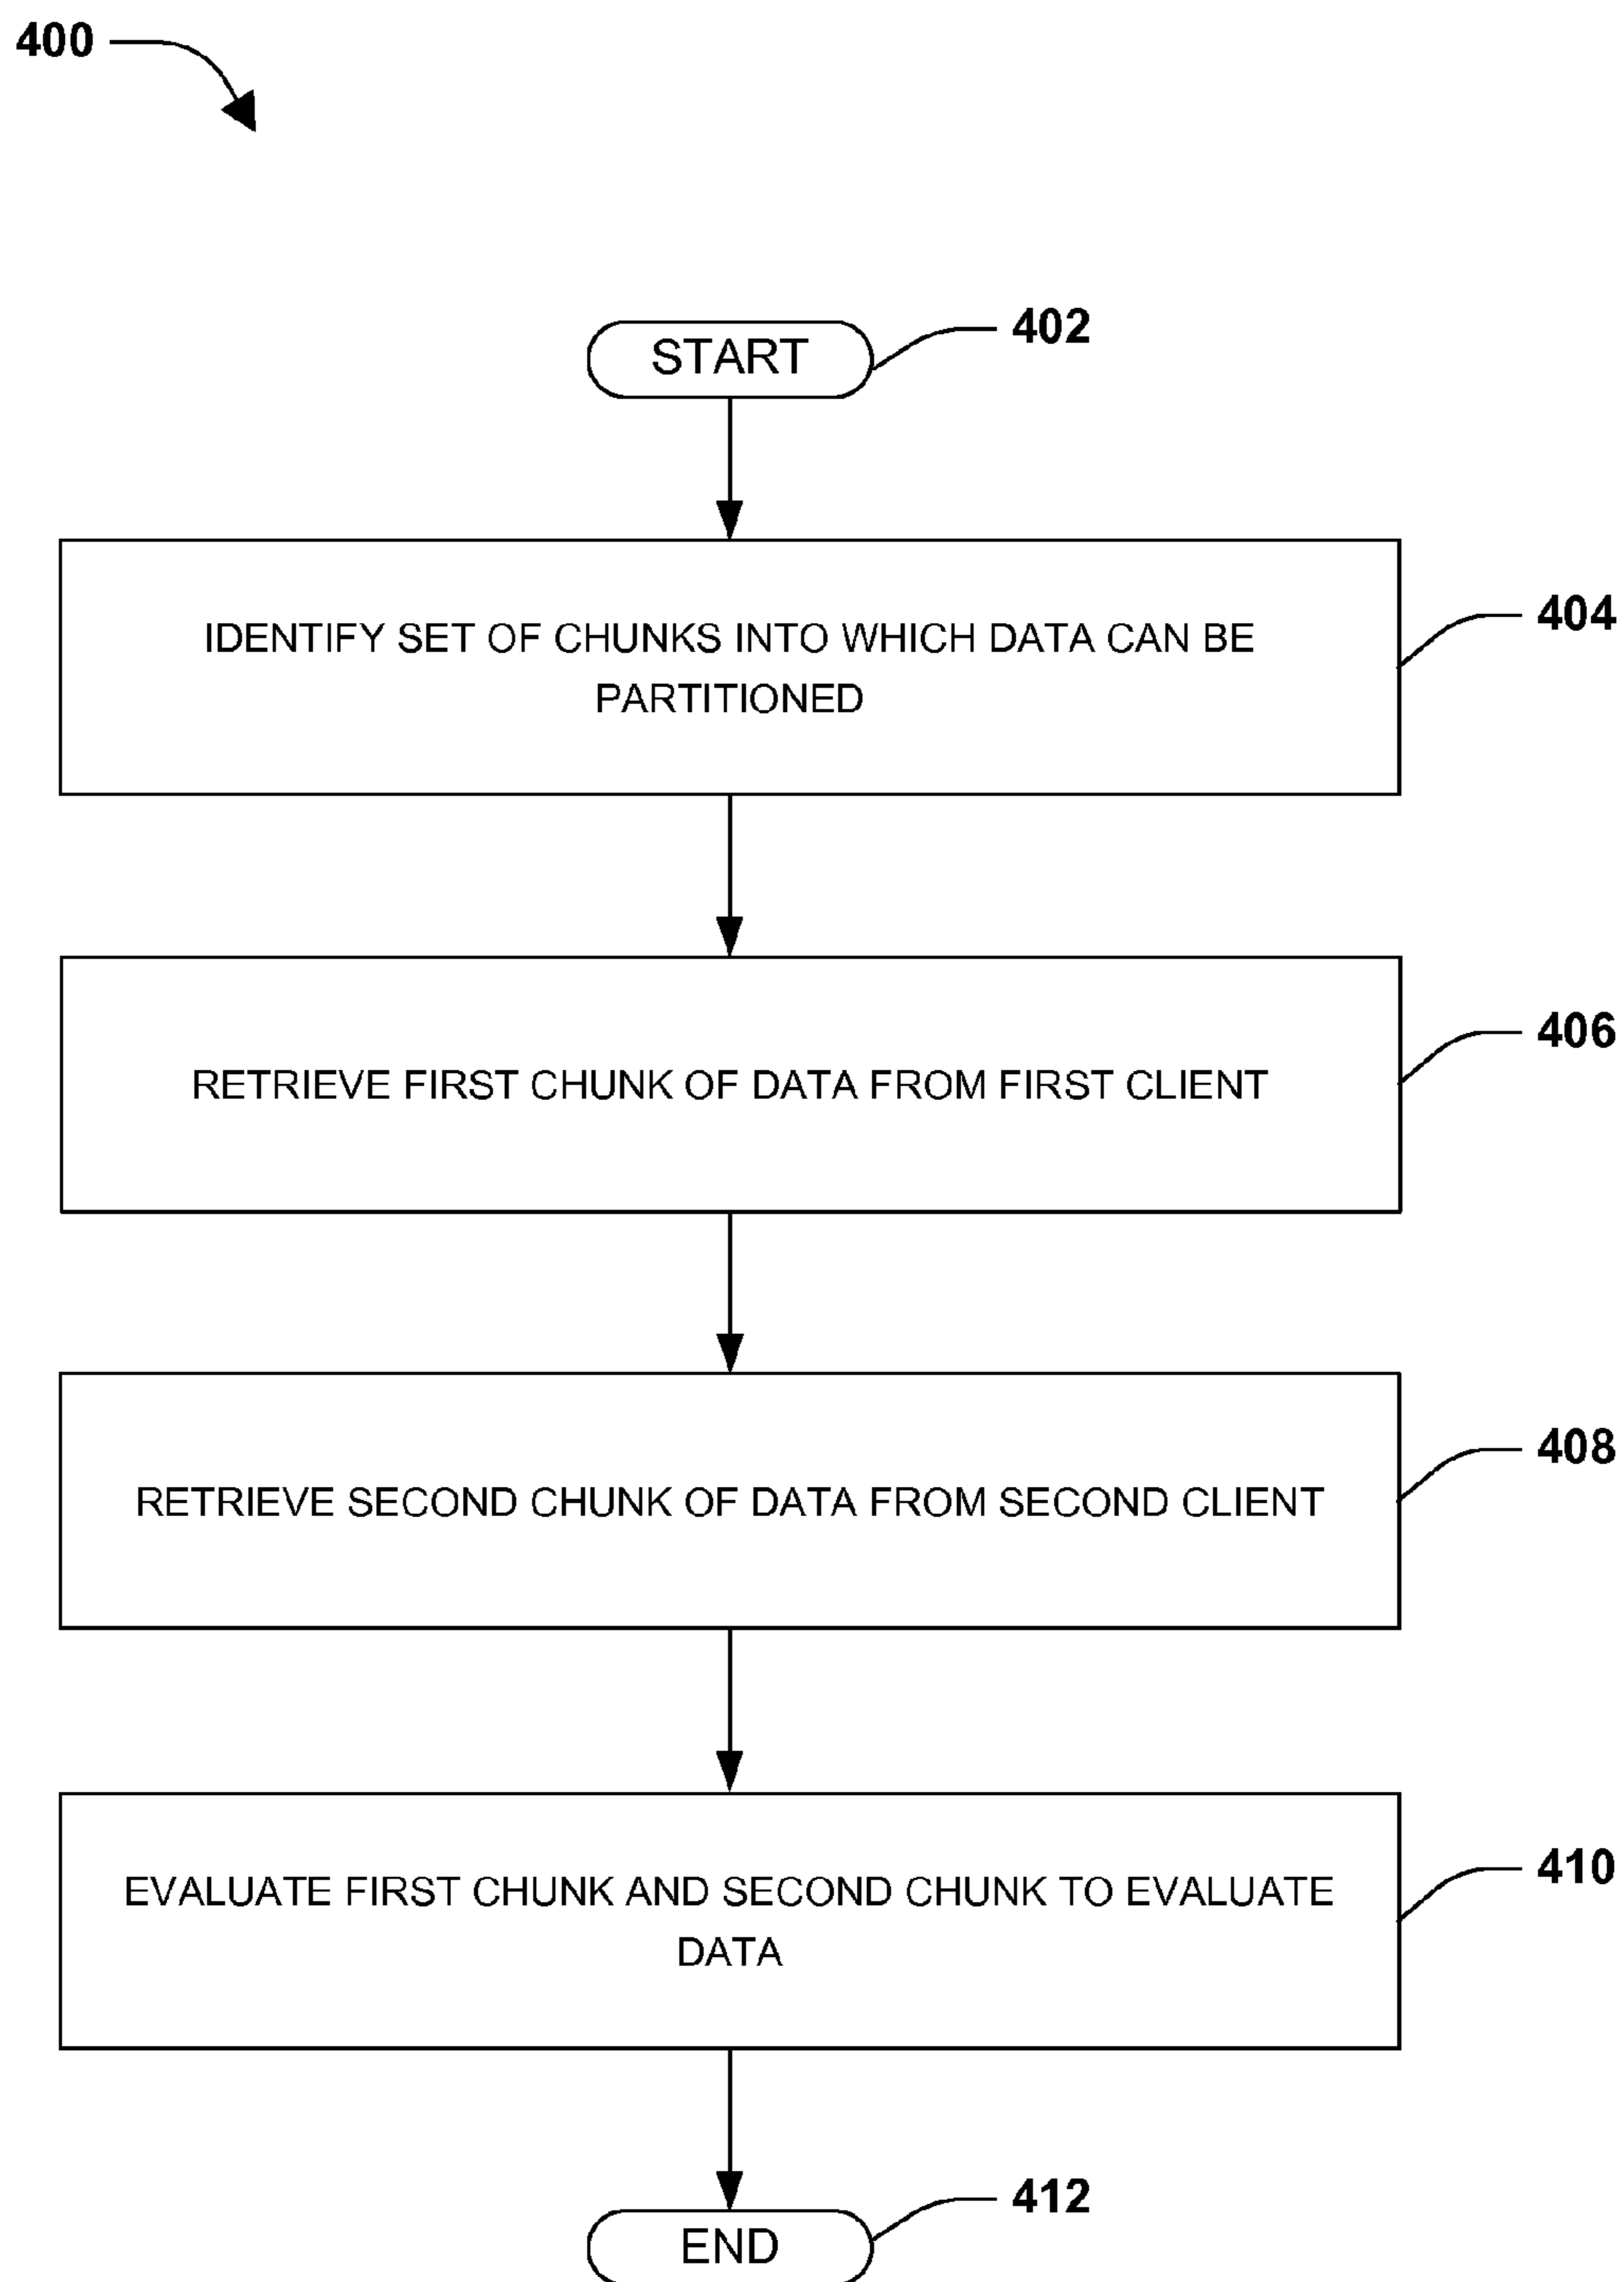 400
START
402
IDENTIFY SET OF CHUNKS INTO WHICH DATA CAN BE
PARTITIONED
404
RETRIEVE FIRST CHUNK OF DATA FROM FIRST CLIENT
406
RETRIEVE SECOND CHUNK OF DATA FROM SECOND CLIENT
408
EVALUATE FIRST CHUNK AND SECOND CHUNK TO EVALUATE
DATA
410
END
412